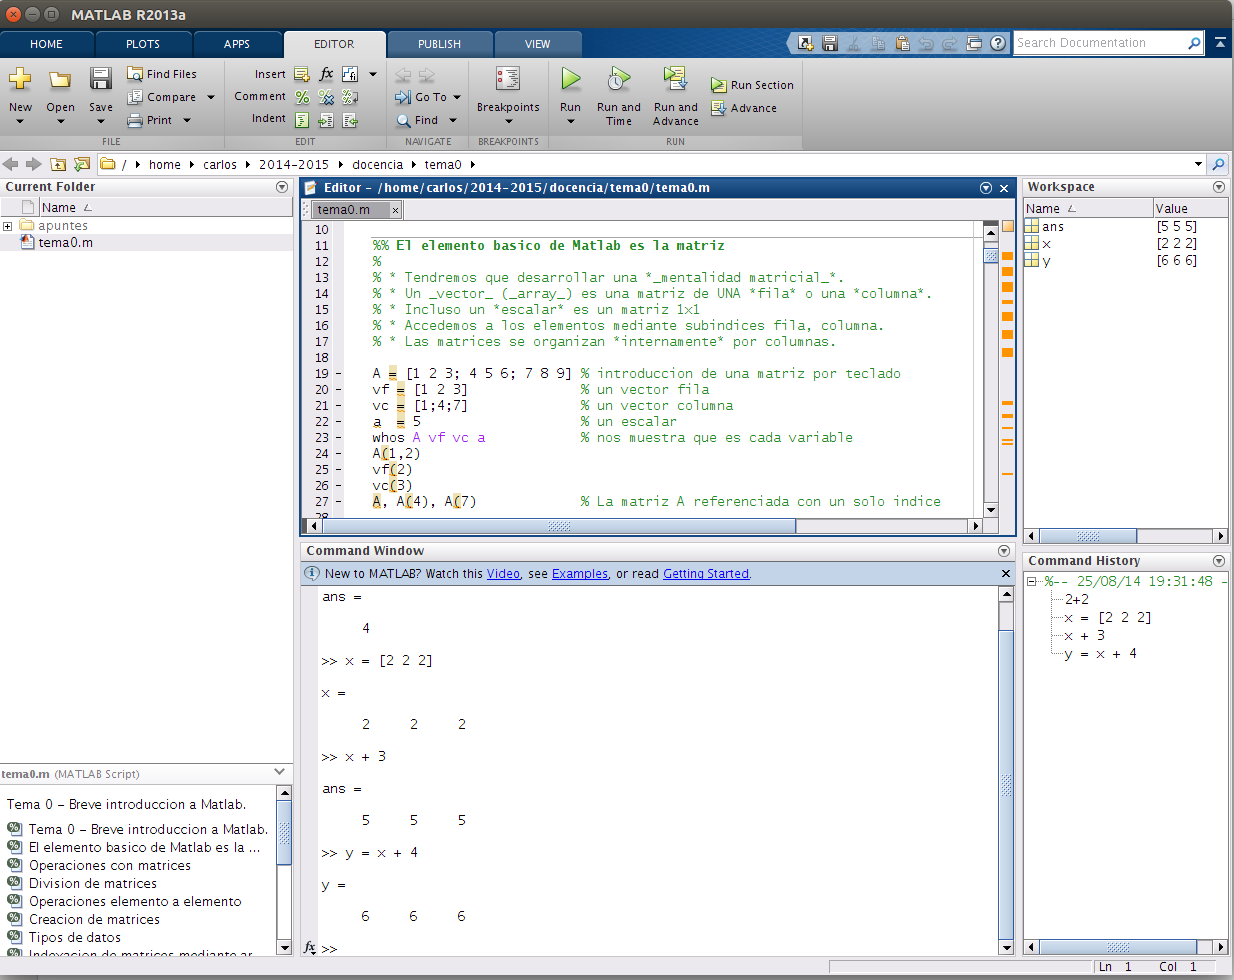 MATLAB R2013a
HOME PLOTS APPS EDITOR PUBLISH VIEW
Search Documentation
New Open Save
Find Files
Compare
Print
FILE
Insert fx
Comment
Indent
EDIT
Go To
Find
NAVIGATE
Breakpoints
BREAKPOINTS
Run
Run and Time
Run and Advance
Run Section
Advance
RUN
/ home carlos 2014-2015 docencia tema0
Current Folder
Name
apuntes
tema0.m
tema0.m (MATLAB Script)
Tema 0 - Breve introduccion a Matlab.
Tema 0 - Breve introduccion a Matlab.
El elemento basico de Matlab es la ...
Operaciones con matrices
Division de matrices
Operaciones elemento a elemento
Creacion de matrices
Tipos de datos
Indexacion de matrices mediante ar
Editor - /home/carlos/2014-2015/docencia/tema0/tema0.m
tema0.m
10
11 %% El elemento basico de Matlab es la matriz
12 %
13 % * Tendremos que desarrollar una *_mentalidad matricial_*.
14 % * Un _vector_ (_array_) es una matriz de UNA *fila* o una *columna*.
15 % * Incluso un *escalar* es un matriz 1x1
16 % * Accedemos a los elementos mediante subindices fila, columna.
17 % * Las matrices se organizan *internamente* por columnas.
18
19 - A = [1 2 3; 4 5 6; 7 8 9] % introduccion de una matriz por teclado
20 - vf = [1 2 3] % un vector fila
21 - vc = [1;4;7] % un vector columna
22 - a = 5 % un escalar
23 - whos A vf vc a % nos muestra que es cada variable
24 - A(1,2)
25 - vf(2)
26 - vc(3)
27 - A, A(4), A(7) % La matriz A referenciada con un solo indice
28
Command Window
New to MATLAB? Watch this Video, see Examples, or read Getting Started.
ans =
4
>> x = [2 2 2]
x =
2 2 2
>> x + 3
ans =
5 5 5
>> y = x + 4
y =
6 6 6
fx >>
Workspace
Name Value
ans [5 5 5]
x [2 2 2]
y [6 6 6]
Command History
%-- 25/08/14 19:31:48 -
2+2
x = [2 2 2]
x + 3
y = x + 4
Ln 1 Col 1